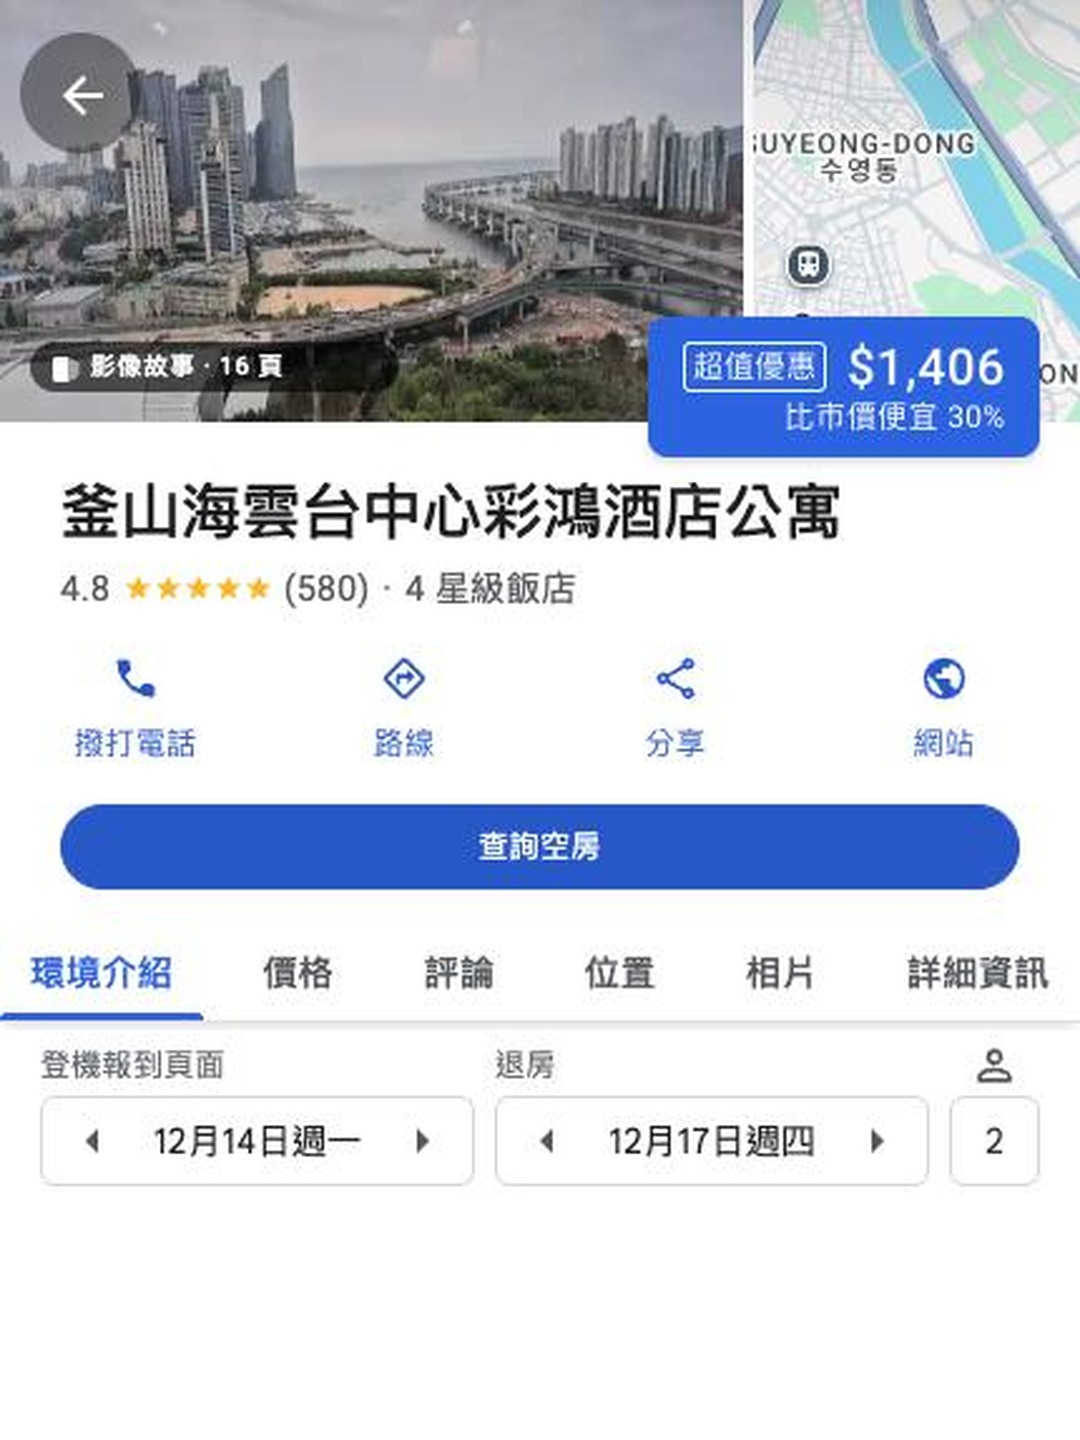 SUYEONG-DONG
수영동
影像故事 · 16 頁
超值優惠 $1,406
比市價便宜 30%
ON
釜山海雲台中心彩鴻酒店公寓
4.8 (580) · 4 星級飯店
撥打電話 路線 分享 網站
查詢空房
環境介紹 價格 評論 位置 相片 詳細資訊
登機報到頁面 退房
12月14日週一 12月17日週四 2